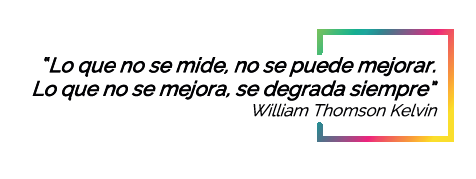 “Lo que no se mide, no se puede mejorar.
Lo que no se mejora, se degrada siempre”
William Thomson Kelvin